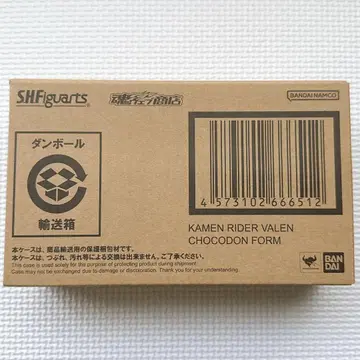 S.H.Figuarts
魂ウェブ商店
BANDAI NAMCO
ダンボール
輸送箱
4 573102 666512
KAMEN RIDER VALEN
CHOCODON FORM
本ケースは、商品輸送用の保護梱包材です。
本ケースは、つぶれ、汚れ等による交換は出来ません。ご了承ください。
This case is used solely for the purpose of protecting product during shipment.
Case may not be exchanged due to damage or discoloration. Thank you for your understanding.
BAN
DAI